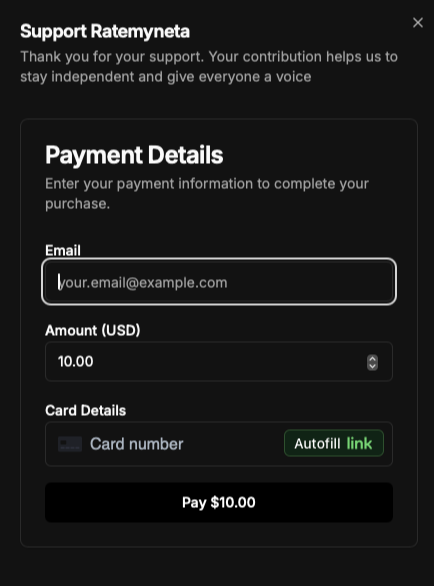 Support Ratemyneta
Thank you for your support. Your contribution helps us to
stay independent and give everyone a voice
Payment Details
Enter your payment information to complete your
purchase.
Email
your.email@example.com
Amount (USD)
10.00
Card Details
Card number
Autofill link
Pay $10.00